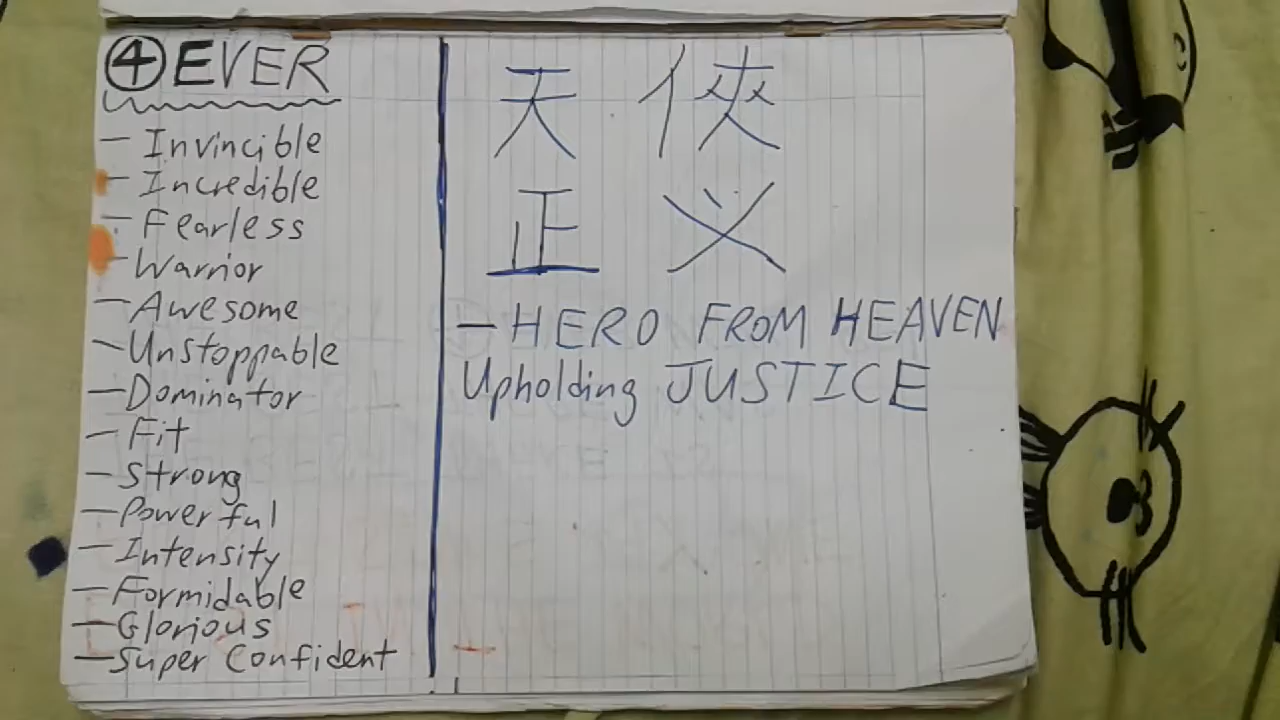 ④EVER
- Invincible
- Incredible
- Fearless
- Warrior
- Awesome
- Unstoppable
- Dominator
- Fit
- Strong
- Powerful
- Intensity
- Formidable
- Glorious
- Super Confident
天 俠
正 义
- HERO FROM HEAVEN
Upholding JUSTICE